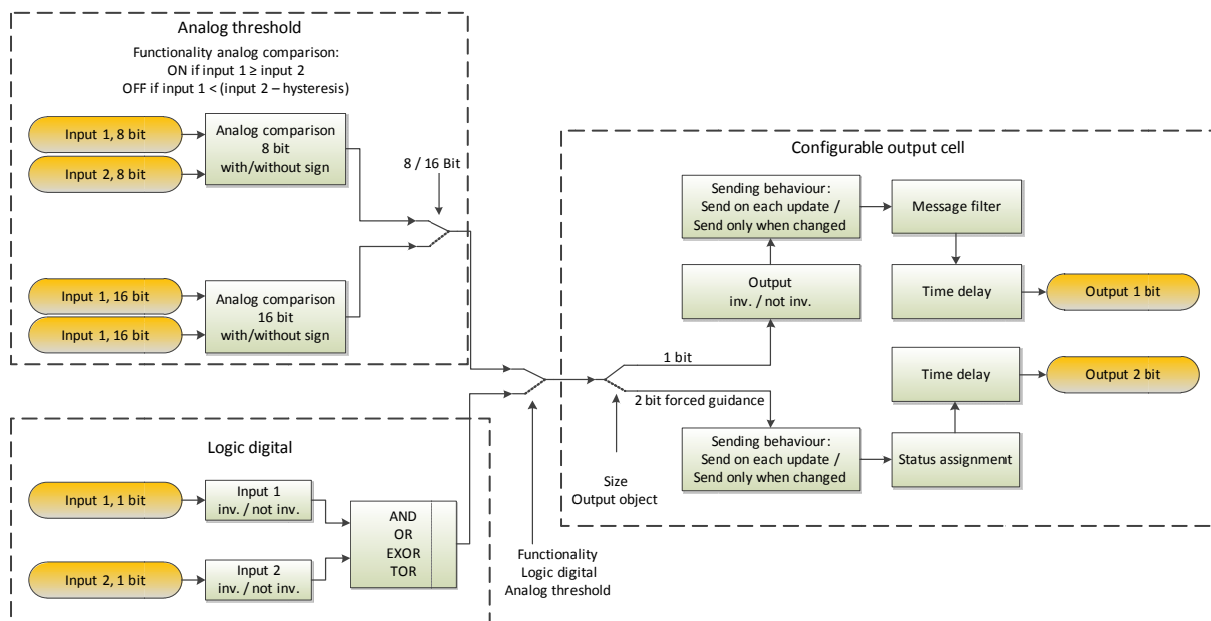 Analog threshold
Functionality analog comparison:
ON if input 1 ≥ input 2
OFF if input 1 < (input 2 – hysteresis)
Input 1, 8 bit
Input 2, 8 bit
Analog comparison
8 bit
with/without sign
8 / 16 Bit
Input 1, 16 bit
Input 1, 16 bit
Analog comparison
16 bit
with/without sign
Logic digital
Input 1, 1 bit
Input 1
inv. / not inv.
Input 2, 1 bit
Input 2
inv. / not inv.
AND
OR
EXOR
TOR
Functionality
Logic digital
Analog threshold
Configurable output cell
Sending behaviour:
Send on each update /
Send only when changed
Message filter
Output
inv. / not inv.
Time delay
Output 1 bit
1 bit
2 bit forced guidance
Time delay
Output 2 bit
Sending behaviour:
Send on each update /
Send only when changed
Status assignment
Size
Output object